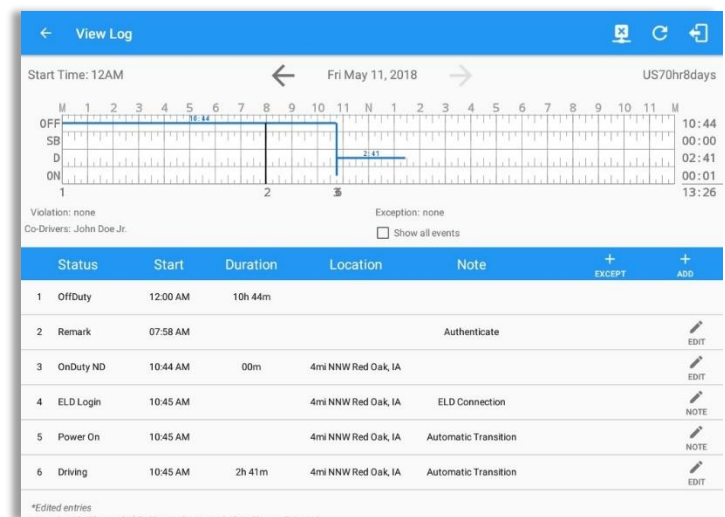 View Log
Start Time: 12AM Fri May 11, 2018 US70hr8days
M 1 2 3 4 5 6 7 8 9 10 11 N 1 2 3 4 5 6 7 8 9 10 11 M
OFF 10:44 10:44
SB 00:00
D 2:41 02:41
ON 00:01
1 2 13:26
Violation: none Exception: none
Co-Drivers: John Doe Jr. Show all events
Status Start Duration Location Note + EXCEPT + ADD
1 OffDuty 12:00 AM 10h 44m
2 Remark 07:58 AM Authenticate EDIT
3 OnDuty ND 10:44 AM 00m 4mi NNW Red Oak, IA EDIT
4 ELD Login 10:45 AM 4mi NNW Red Oak, IA ELD Connection NOTE
5 Power On 10:45 AM 4mi NNW Red Oak, IA Automatic Transition NOTE
6 Driving 10:45 AM 2h 41m 4mi NNW Red Oak, IA Automatic Transition EDIT
*Edited entries